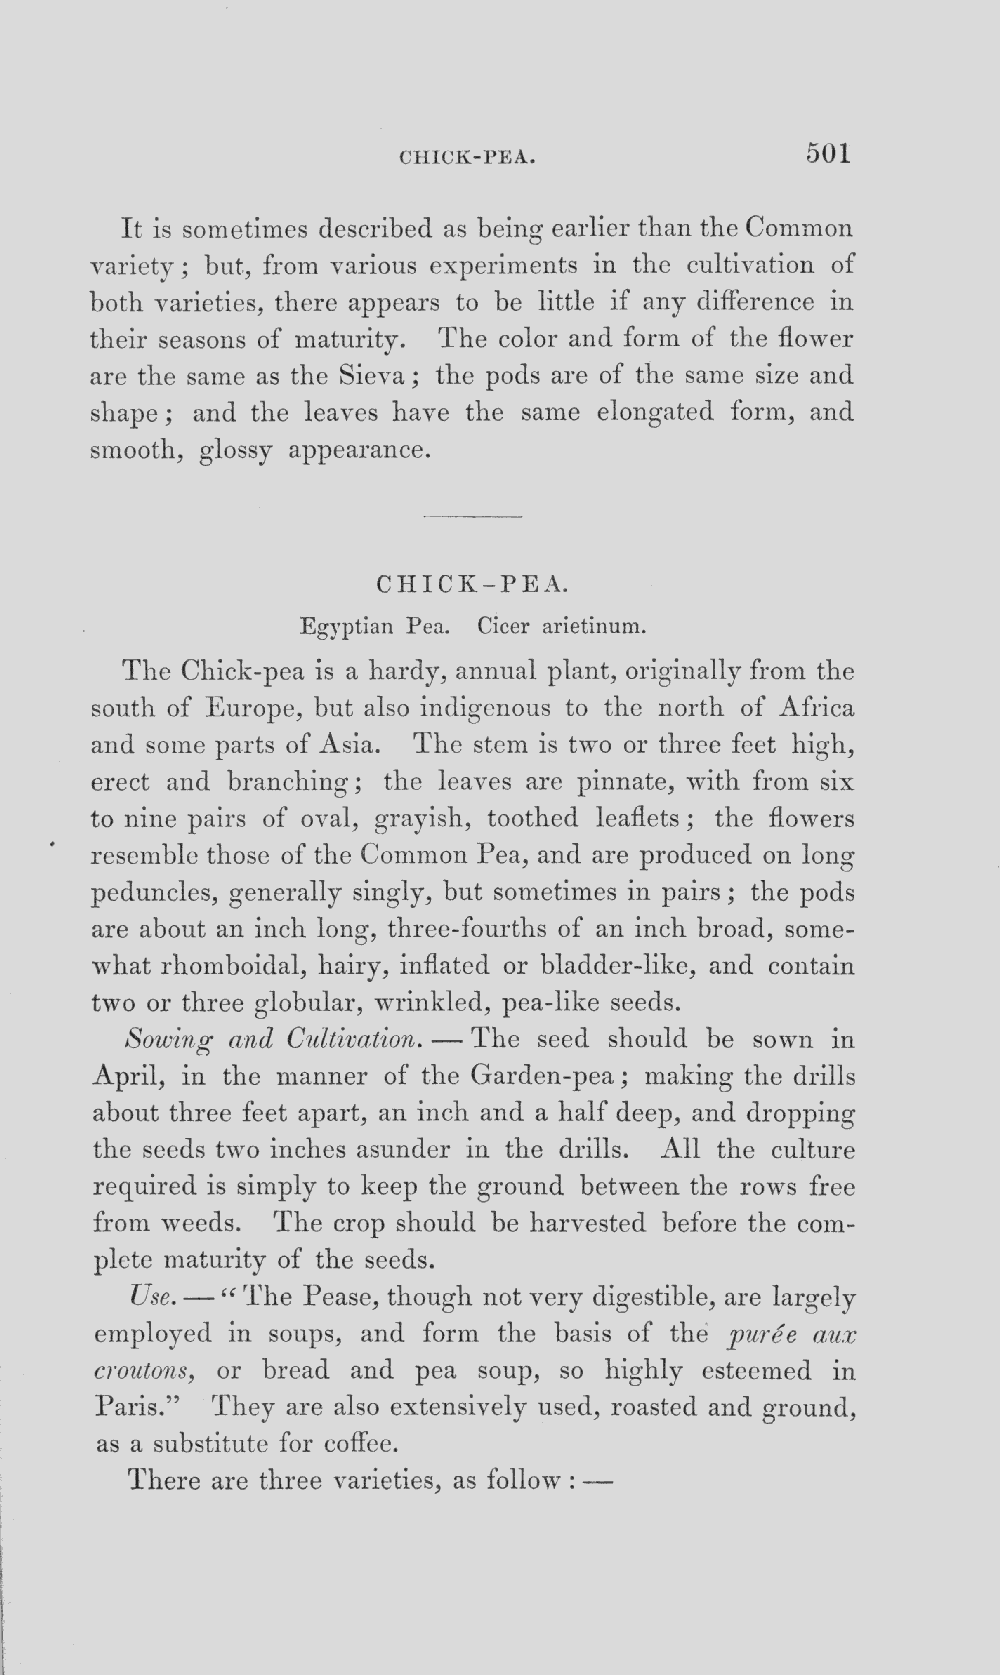 CHICK-PEA. 501
It is sometimes described as being earlier than the Common
variety; but, from various experiments in the cultivation of
both varieties, there appears to be little if any difference in
their seasons of maturity. The color and form of the flower
are the same as the Sieva; the pods are of the same size and
shape; and the leaves have the same elongated form, and
smooth, glossy appearance.
CHICK-PEA.
Egyptian Pea. Cicer arietinum.
The Chick-pea is a hardy, annual plant, originally from the
south of Europe, but also indigenous to the north of Africa
and some parts of Asia. The stem is two or three feet high,
erect and branching; the leaves are pinnate, with from six
to nine pairs of oval, grayish, toothed leaflets; the flowers
resemble those of the Common Pea, and are produced on long
peduncles, generally singly, but sometimes in pairs; the pods
are about an inch long, three-fourths of an inch broad, some-
what rhomboidal, hairy, inflated or bladder-like, and contain
two or three globular, wrinkled, pea-like seeds.
Sowing and Cultivation. — The seed should be sown in
April, in the manner of the Garden-pea; making the drills
about three feet apart, an inch and a half deep, and dropping
the seeds two inches asunder in the drills. All the culture
required is simply to keep the ground between the rows free
from weeds. The crop should be harvested before the com-
plete maturity of the seeds.
Use. — “The Pease, though not very digestible, are largely
employed in soups, and form the basis of the purée aux
croutons, or bread and pea soup, so highly esteemed in
Paris.” They are also extensively used, roasted and ground,
as a substitute for coffee.
There are three varieties, as follow: —